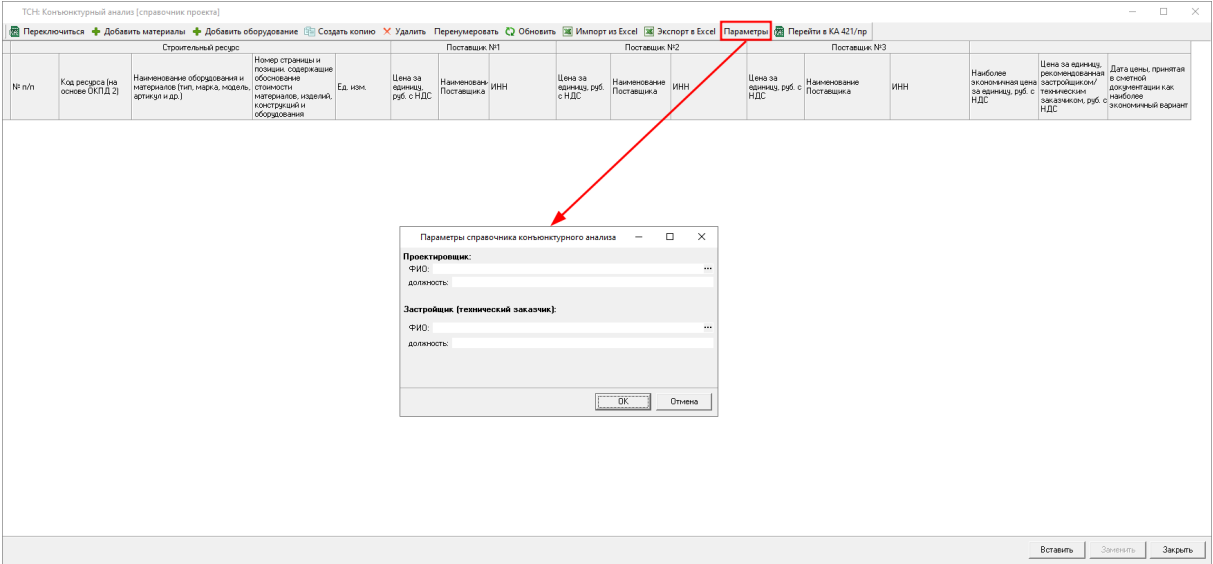 ТСН: Конъюнктурный анализ [справочник проекта]
Переключиться Добавить материалы Добавить оборудование Создать копию Удалить Перенумеровать Обновить Импорт из Excel Экспорт в Excel Параметры Перейти в КА 421/пр
Строительный ресурс Поставщик №1 Поставщик №2 Поставщик №3
№ п/п
Код ресурса (на
основе ОКПД 2)
Наименование оборудования и
материалов (тип, марка, модель,
артикул и др.)
Номер страницы и
позиции, содержащие
обоснование
стоимости
материалов, изделий,
конструкций и
оборудования
Ед. изм.
Цена за
единицу,
руб. с НДС
Наименовани
Поставщика
ИНН
Цена за
единицу, руб.
с НДС
Наименование
Поставщика
ИНН
Цена за
единицу, руб. с
НДС
Наименование
Поставщика
ИНН
Наиболее
экономичная цена
за единицу, руб. с
НДС
Цена за единицу,
рекомендованная
застройщиком/
техническим
заказчиком, руб. с
НДС
Дата цены, принятая
в сметной
документации как
наиболее
экономичный вариант
Параметры справочника конъюнктурного анализа
Проектировщик:
ФИО: ...
должность:
Застройщик (технический заказчик):
ФИО: ...
должность:
OK Отмена
Вставить Заменить Закрыть